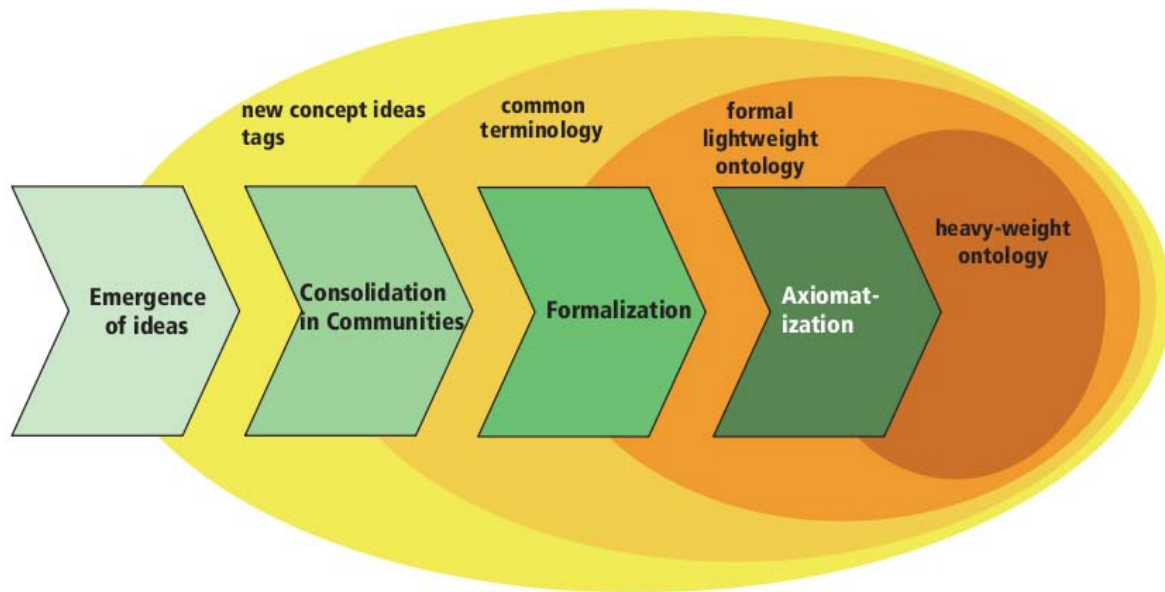 new concept ideas
tags
common
terminology
formal
lightweight
ontology
heavy-weight
ontology
Emergence
of ideas
Consolidation
in Communities
Formalization
Axiomat-
ization